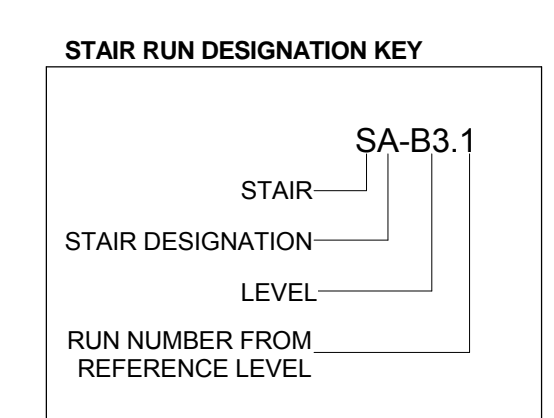 STAIR RUN DESIGNATION KEY
SA-B3.1
STAIR
STAIR DESIGNATION
LEVEL
RUN NUMBER FROM
REFERENCE LEVEL